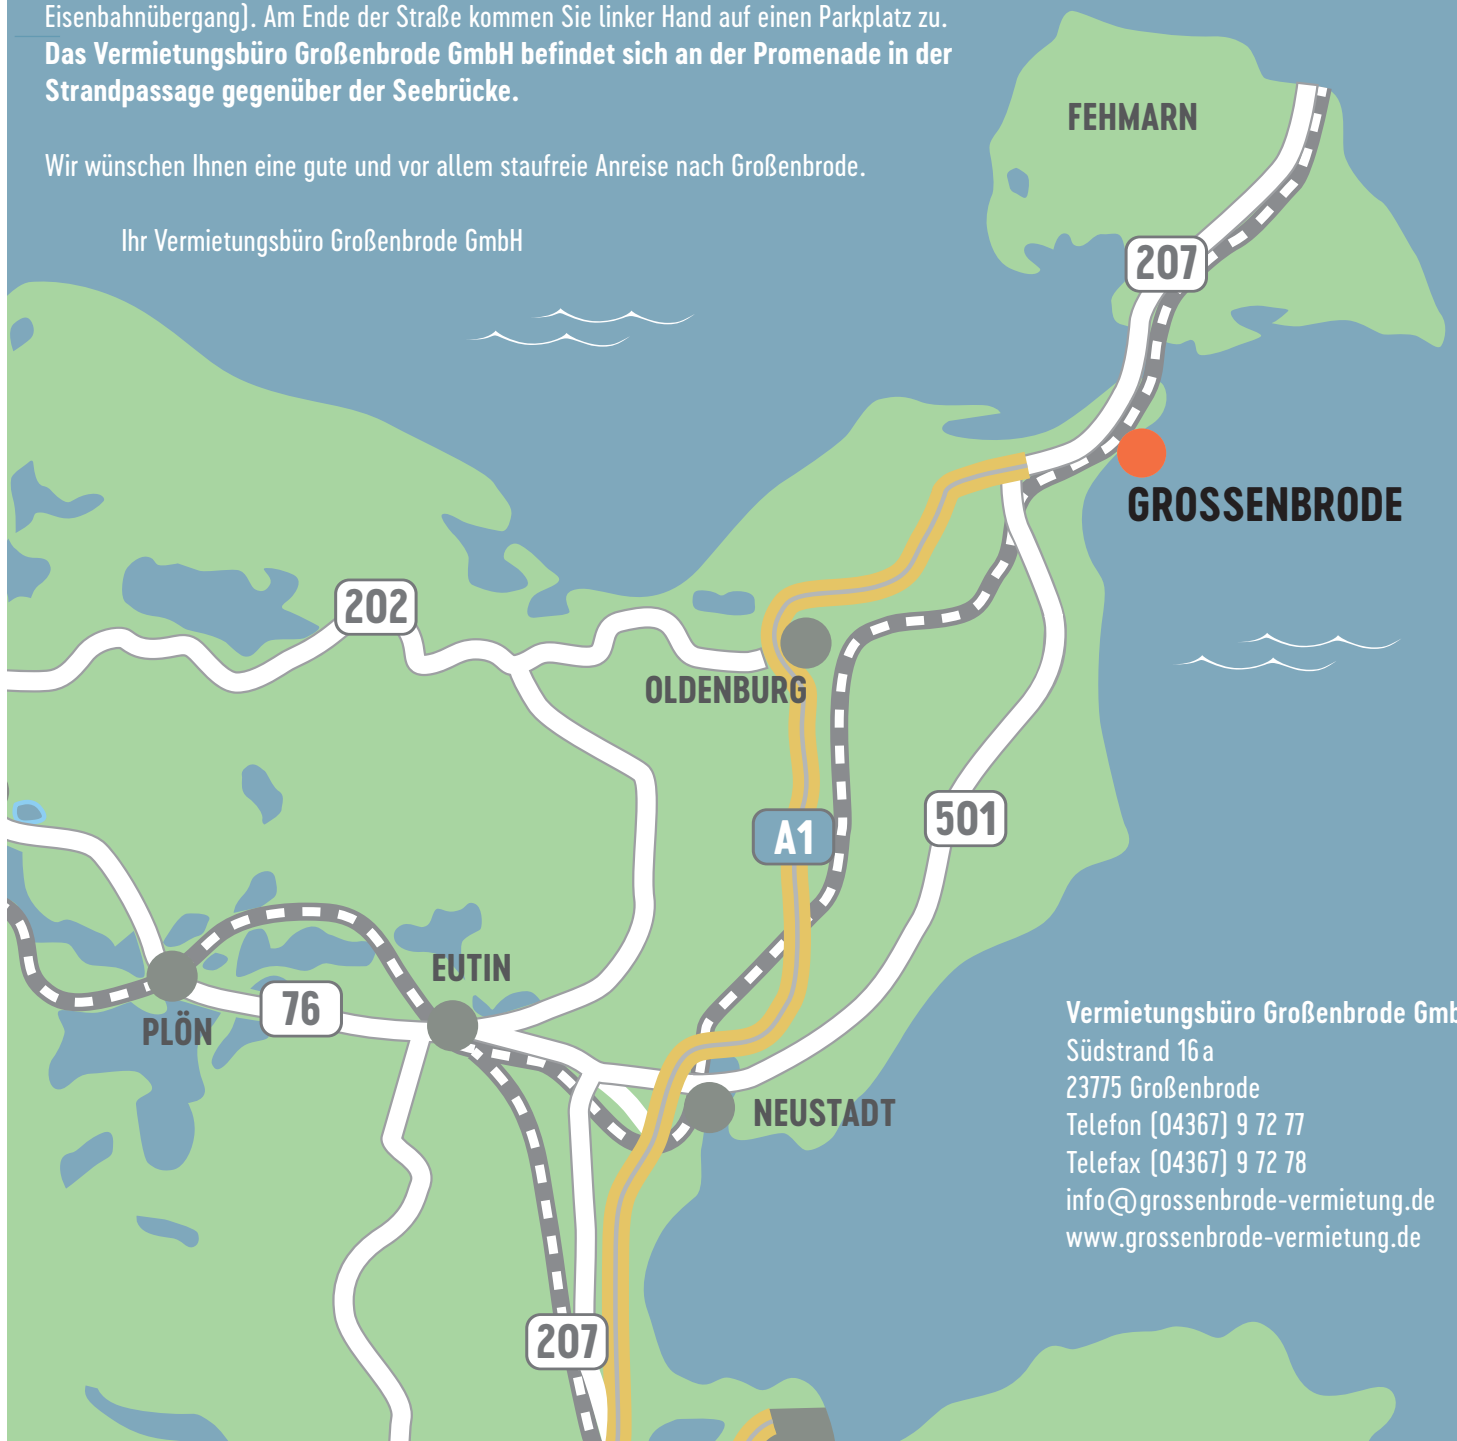 Eisenbahnübergang). Am Ende der Straße kommen Sie linker Hand auf einen Parkplatz zu.
Das Vermietungsbüro Großenbrode GmbH befindet sich an der Promenade in der
Strandpassage gegenüber der Seebrücke.
Wir wünschen Ihnen eine gute und vor allem staufreie Anreise nach Großenbrode.
Ihr Vermietungsbüro Großenbrode GmbH
FEHMARN
207
GROSSENBRODE
202
OLDENBURG
A1
501
EUTIN
76
PLÖN
NEUSTADT
207
Vermietungsbüro Großenbrode Gmb
Südstrand 16 a
23775 Großenbrode
Telefon (04367) 9 72 77
Telefax (04367) 9 72 78
info@grossenbrode-vermietung.de
www.grossenbrode-vermietung.de